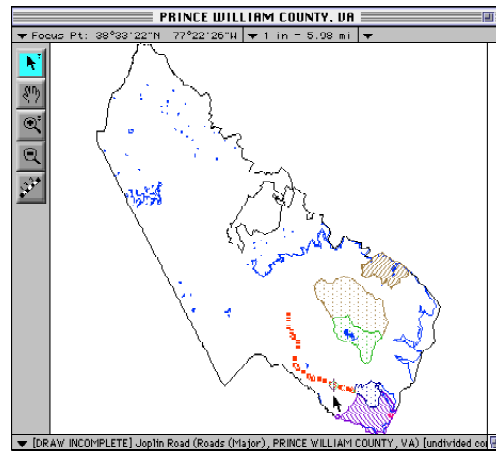 PRINCE WILLIAM COUNTY, VA
Focus Pt: 38°33'22"N 77°22'26"W 1 in = 5.98 mi
[DRAW INCOMPLETE] Joplin Road (Roads (Major), PRINCE WILLIAM COUNTY, VA) [undivided co